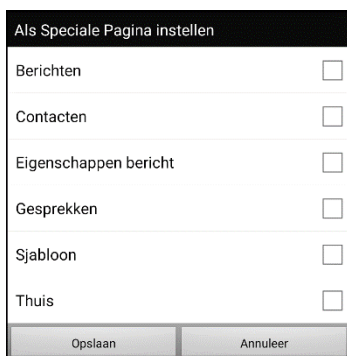 Als Speciale Pagina instellen
Berichten
Contacten
Eigenschappen bericht
Gesprekken
Sjabloon
Thuis
Opslaan Annuleer